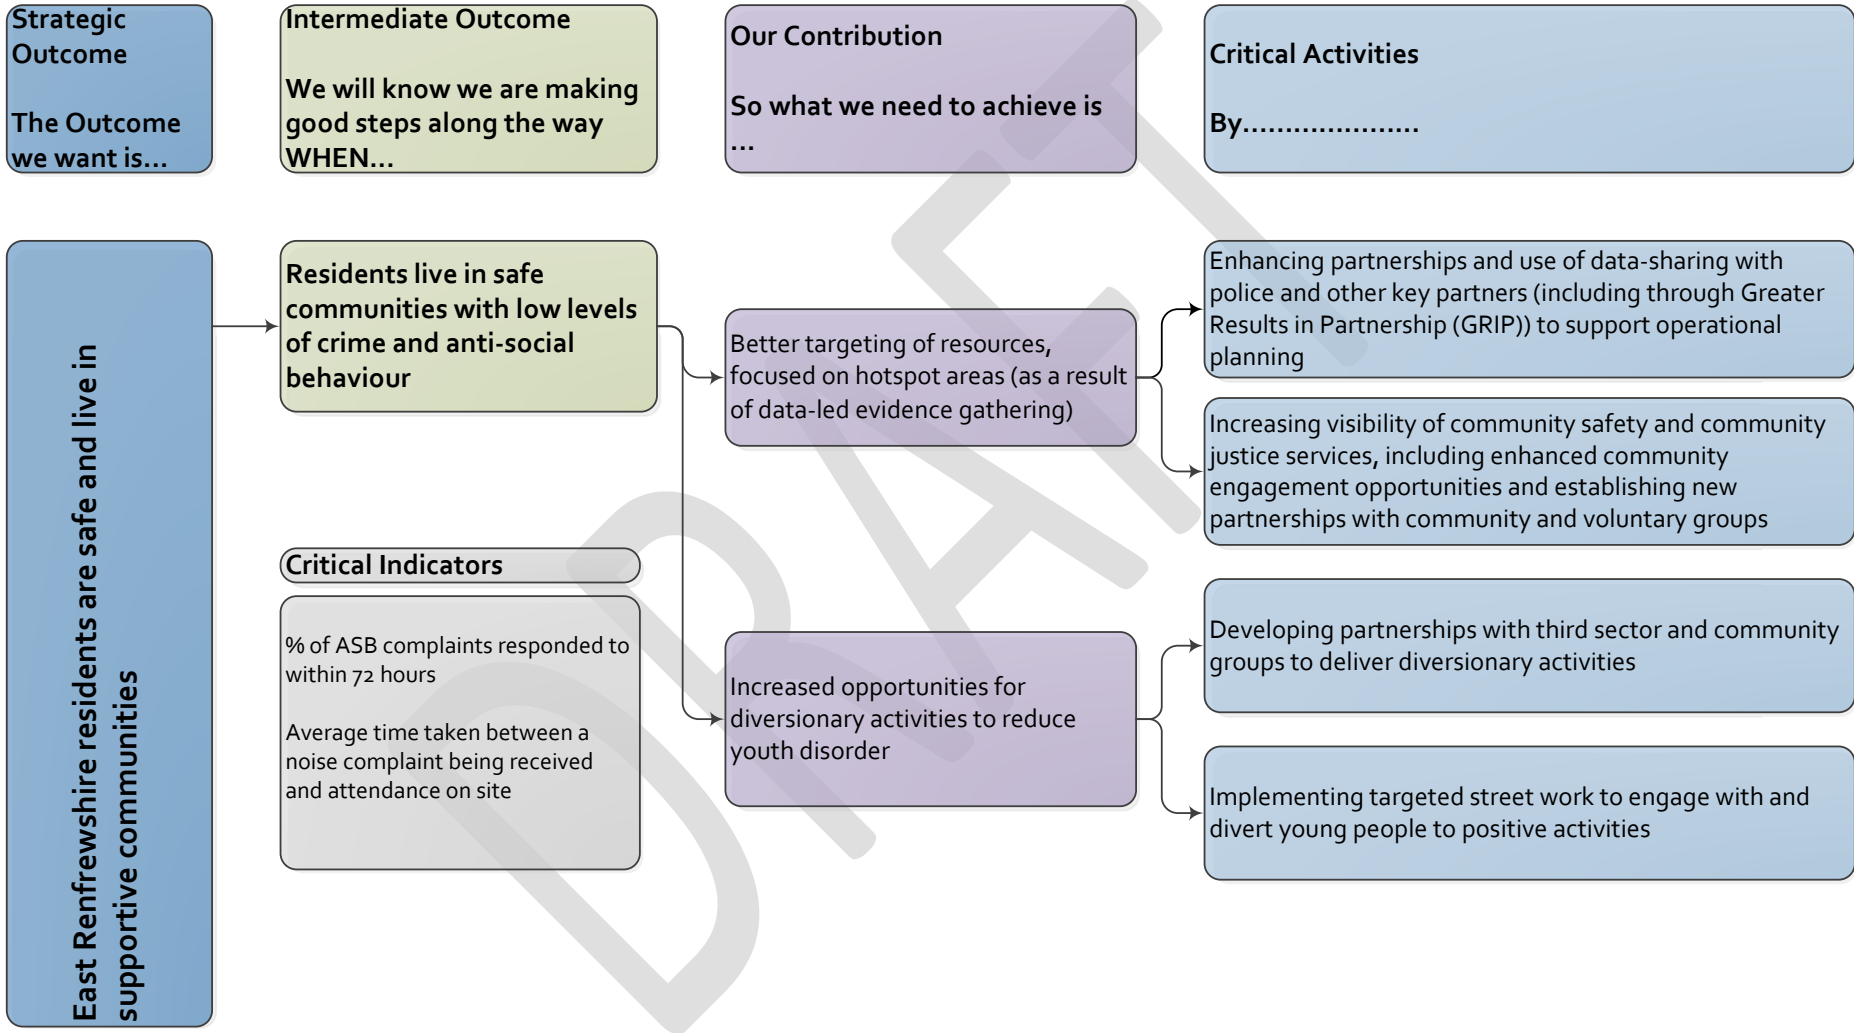 Strategic
Outcome
The Outcome
we want is...
Intermediate Outcome
We will know we are making
good steps along the way
WHEN...
Our Contribution
So what we need to achieve is
...
Critical Activities
By.....................
East Renfrewshire residents are safe and live in
supportive communities
Residents live in safe
communities with low levels
of crime and anti-social
behaviour
Critical Indicators
% of ASB complaints responded to
within 72 hours
Average time taken between a
noise complaint being received
and attendance on site
Better targeting of resources,
focused on hotspot areas (as a result
of data-led evidence gathering)
Increased opportunities for
diversionary activities to reduce
youth disorder
Enhancing partnerships and use of data-sharing with
police and other key partners (including through Greater
Results in Partnership (GRIP)) to support operational
planning
Increasing visibility of community safety and community
justice services, including enhanced community
engagement opportunities and establishing new
partnerships with community and voluntary groups
Developing partnerships with third sector and community
groups to deliver diversionary activities
Implementing targeted street work to engage with and
divert young people to positive activities
DRAFT